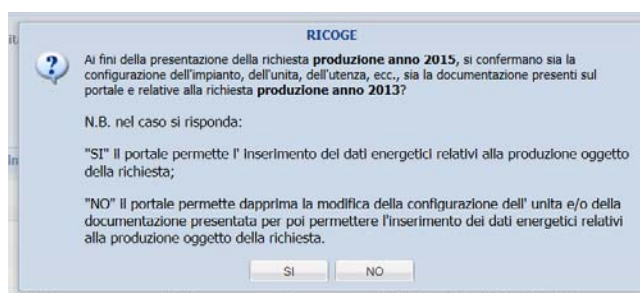 RICOGE
Ai fini della presentazione della richiesta produzione anno 2015, si confermano sia la
configurazione dell'impianto, dell'unita, dell'utenza, ecc., sia la documentazione presenti sul
portale e relative alla richiesta produzione anno 2013?
N.B. nel caso si risponda:
"SI" il portale permette l' inserimento dei dati energetici relativi alla produzione oggetto
della richiesta;
"NO" il portale permette dapprima la modifica della configurazione dell' unita e/o della
documentazione presentata per poi permettere l'inserimento dei dati energetici relativi
alla produzione oggetto della richiesta.
SI NO